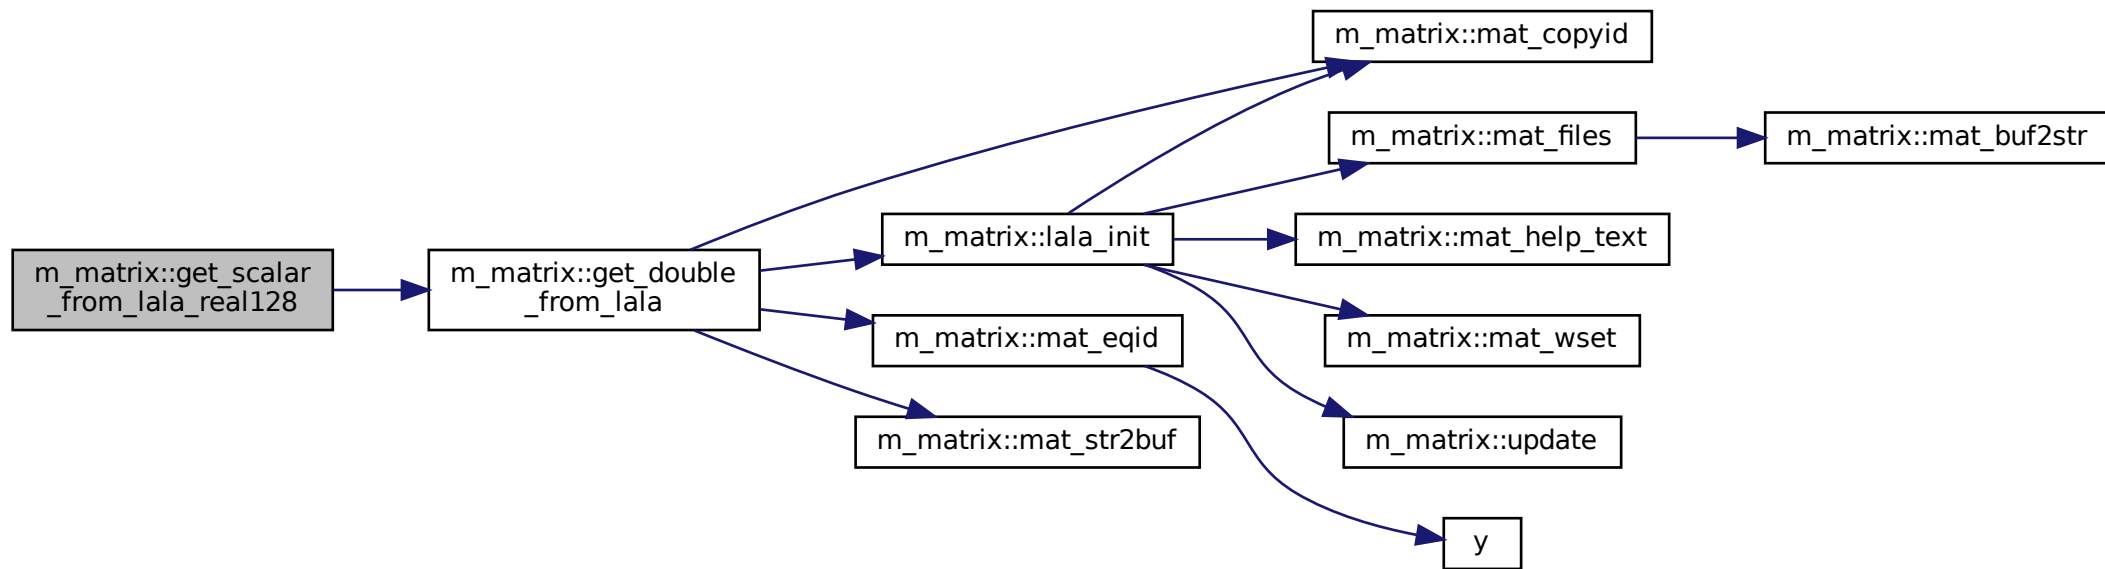 m_matrix::get_scalar
_from_lala_real128
m_matrix::get_double
_from_lala
m_matrix::mat_copyid
m_matrix::lala_init
m_matrix::mat_files
m_matrix::mat_buf2str
m_matrix::mat_help_text
m_matrix::mat_wset
m_matrix::update
m_matrix::mat_eqid
y
m_matrix::mat_str2buf